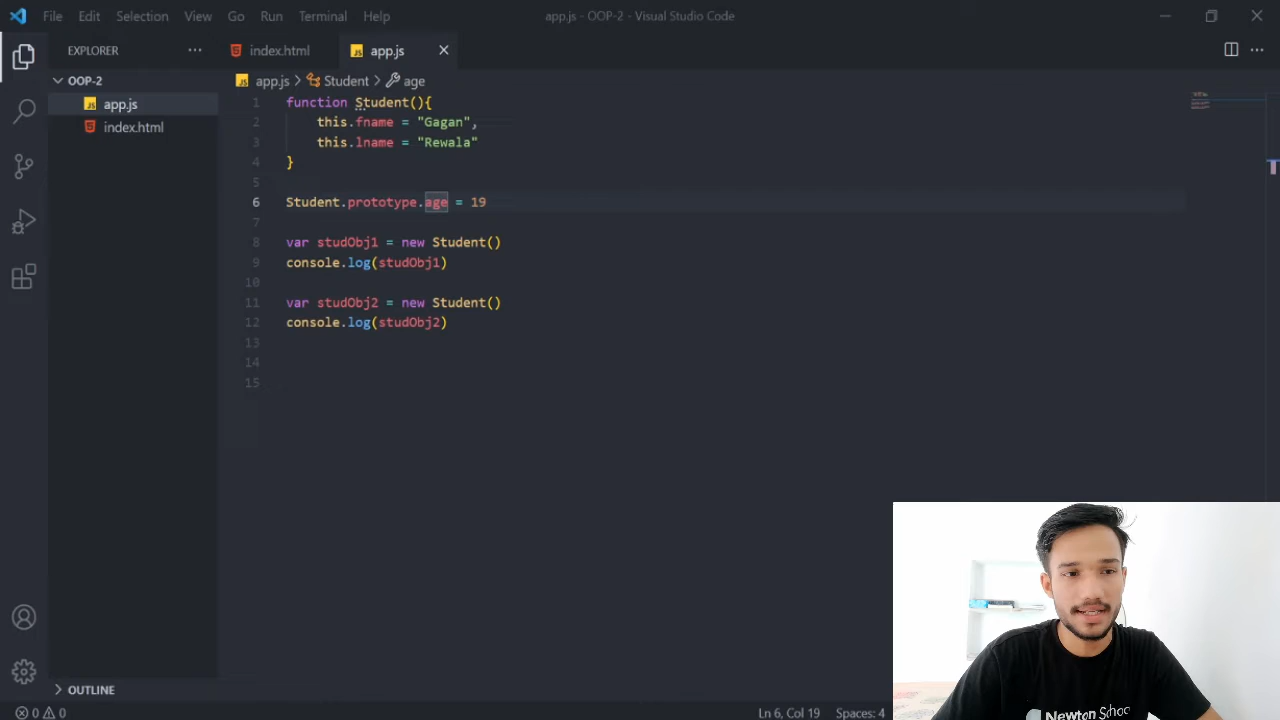 File Edit Selection View Go Run Terminal Help app.js - OOP-2 - Visual Studio Code
EXPLORER ··· index.html app.js
OOP-2
app.js > Student > age
app.js
index.html
1 function Student(){
2 this.fname = "Gagan",
3 this.lname = "Rewala"
4 }
5
6 Student.prototype.age = 19
7
8 var studObj1 = new Student()
9 console.log(studObj1)
10
11 var studObj2 = new Student()
12 console.log(studObj2)
13
14
15
OUTLINE
0 0 Ln 6, Col 19 Spaces: 4
Newton Schoo